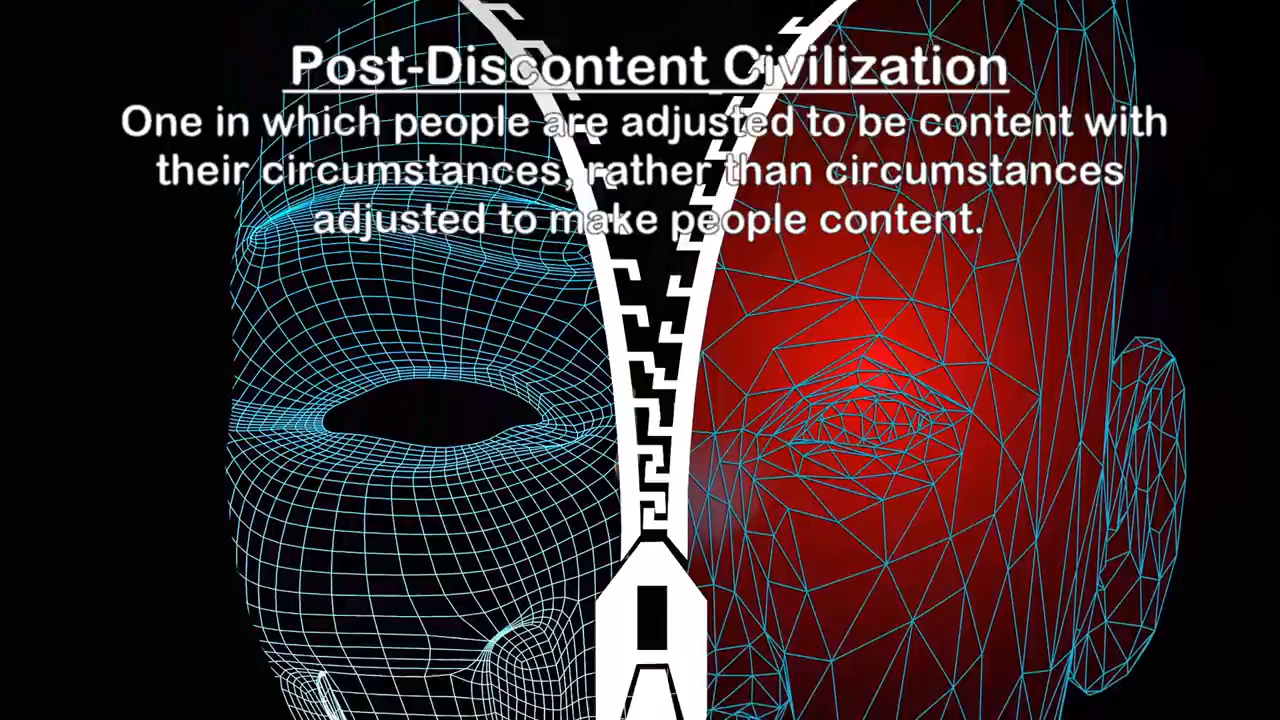 Post-Discontent Civilization
One in which people are adjusted to be content with
their circumstances, rather than circumstances
adjusted to make people content.